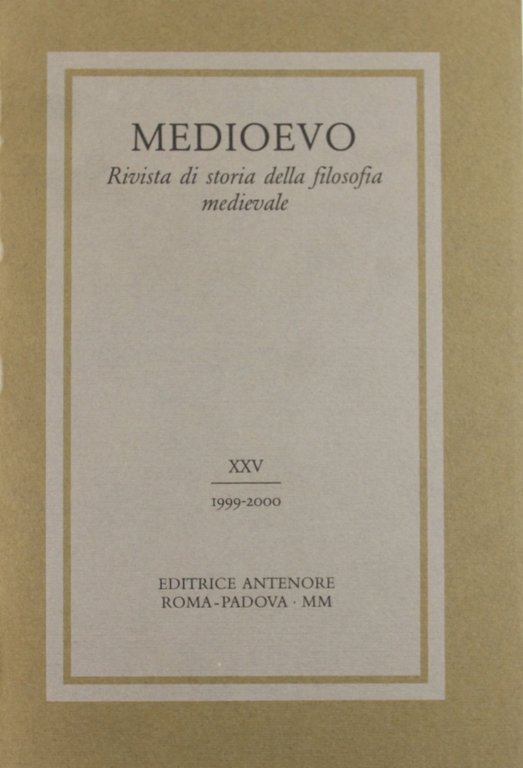 MEDIOEVO
Rivista di storia della filosofia
medievale
XXV
1999-2000
EDITRICE ANTENORE
ROMA-PADOVA · MM